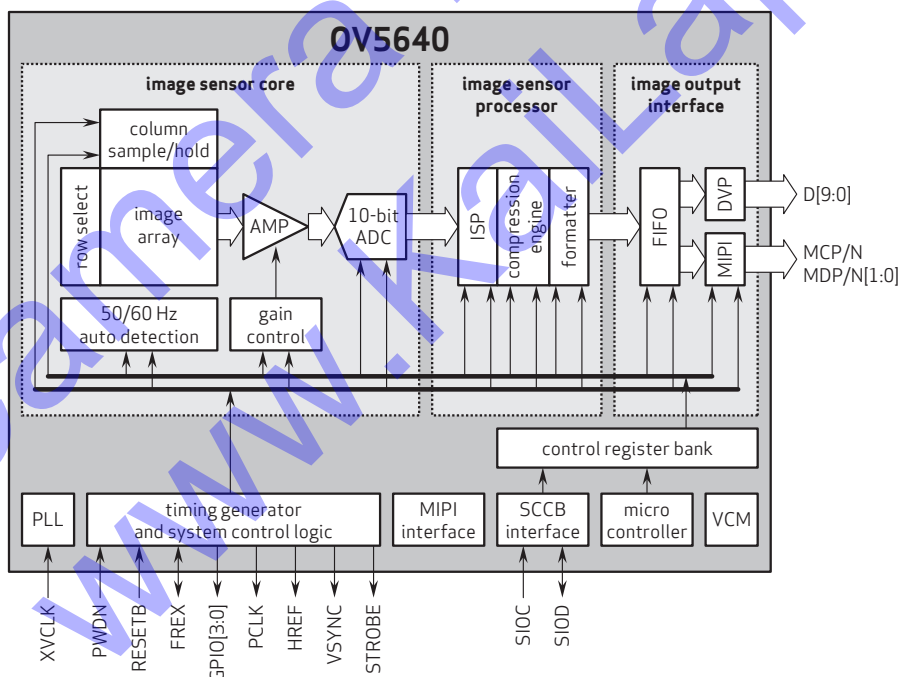 OV5640
image sensor core
image sensor
processor
image output
interface
column
sample/hold
row select
image
array
AMP
10-bit
ADC
ISP
compression
engine
formatter
FIFO
DVP
MIPI
D[9:0]
MCP/N
MDP/N[1:0]
50/60 Hz
auto detection
gain
control
control register bank
PLL
timing generator
and system control logic
MIPI
interface
SCCB
interface
micro
controller
VCM
XVCLK
PWDN
RESETB
FREX
GPIO[3:0]
PCLK
HREF
VSYNC
STROBE
SIOC
SIOD